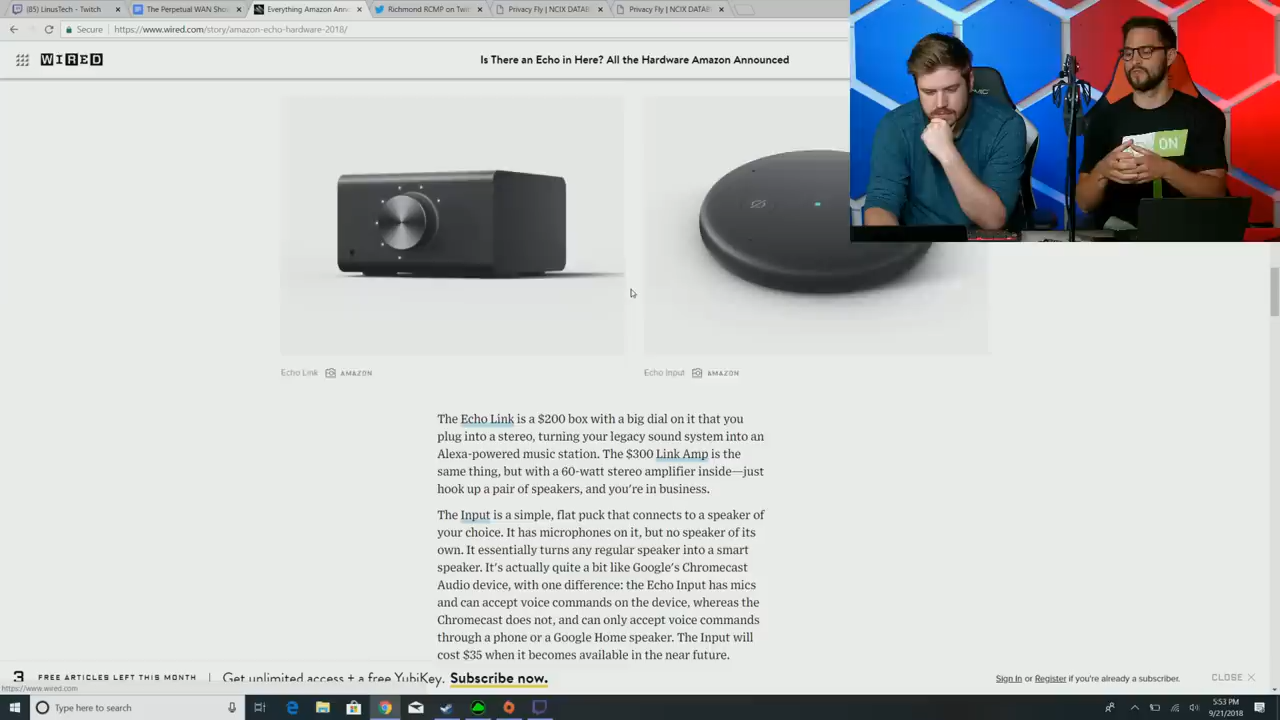 (85) LinusTech - Twitch
The Perpetual WAN Sho
Everything Amazon Ann
Richmond RCMP on Twit
Privacy Fly | NCIX DATAB
Privacy Fly | NCIX DATAB
Secure
https://www.wired.com/story/amazon-echo-hardware-2018/
WIRED
Is There an Echo in Here? All the Hardware Amazon Announced
ON
Echo Link AMAZON
Echo Input AMAZON
The Echo Link is a $200 box with a big dial on it that you
plug into a stereo, turning your legacy sound system into an
Alexa-powered music station. The $300 Link Amp is the
same thing, but with a 60-watt stereo amplifier inside—just
hook up a pair of speakers, and you're in business.
The Input is a simple, flat puck that connects to a speaker of
your choice. It has microphones on it, but no speaker of its
own. It essentially turns any regular speaker into a smart
speaker. It's actually quite a bit like Google's Chromecast
Audio device, with one difference: the Echo Input has mics
and can accept voice commands on the device, whereas the
Chromecast does not, and can only accept voice commands
through a phone or a Google Home speaker. The Input will
cost $35 when it becomes available in the near future.
3 FREE ARTICLES LEFT THIS MONTH
Get unlimited access + a free YubiKey. Subscribe now.
Sign In or Register if you're already a subscriber.
CLOSE
https://www.wired.com
Type here to search
5:53 PM
9/21/2018